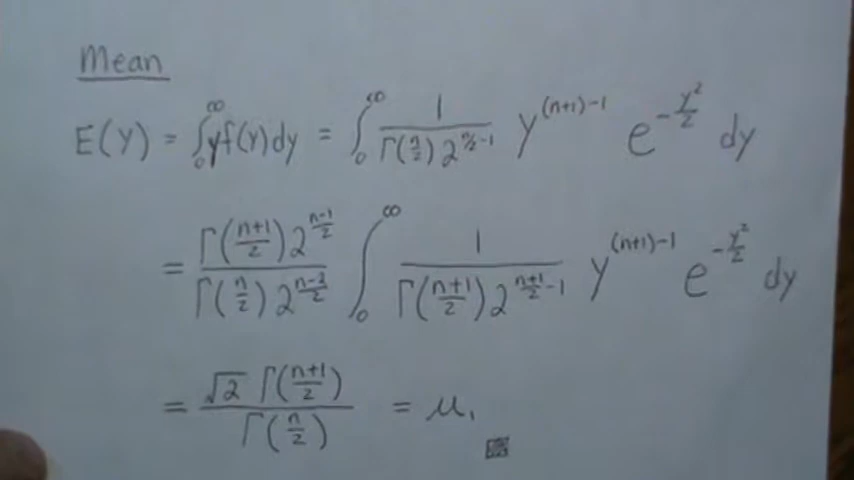 Mean
E(Y) = ∫₀^∞ yf(y)dy = ∫₀^∞ 1/(Γ(n/2) 2^(n/2-1)) y^((n+1)-1) e^(-y²/2) dy
= (Γ((n+1)/2) 2^((n-1)/2))/(Γ(n/2) 2^((n-2)/2)) ∫₀^∞ 1/(Γ((n+1)/2) 2^((n+1)/2-1)) y^((n+1)-1) e^(-y²/2) dy
= (√2 Γ((n+1)/2))/(Γ(n/2)) = μ₁